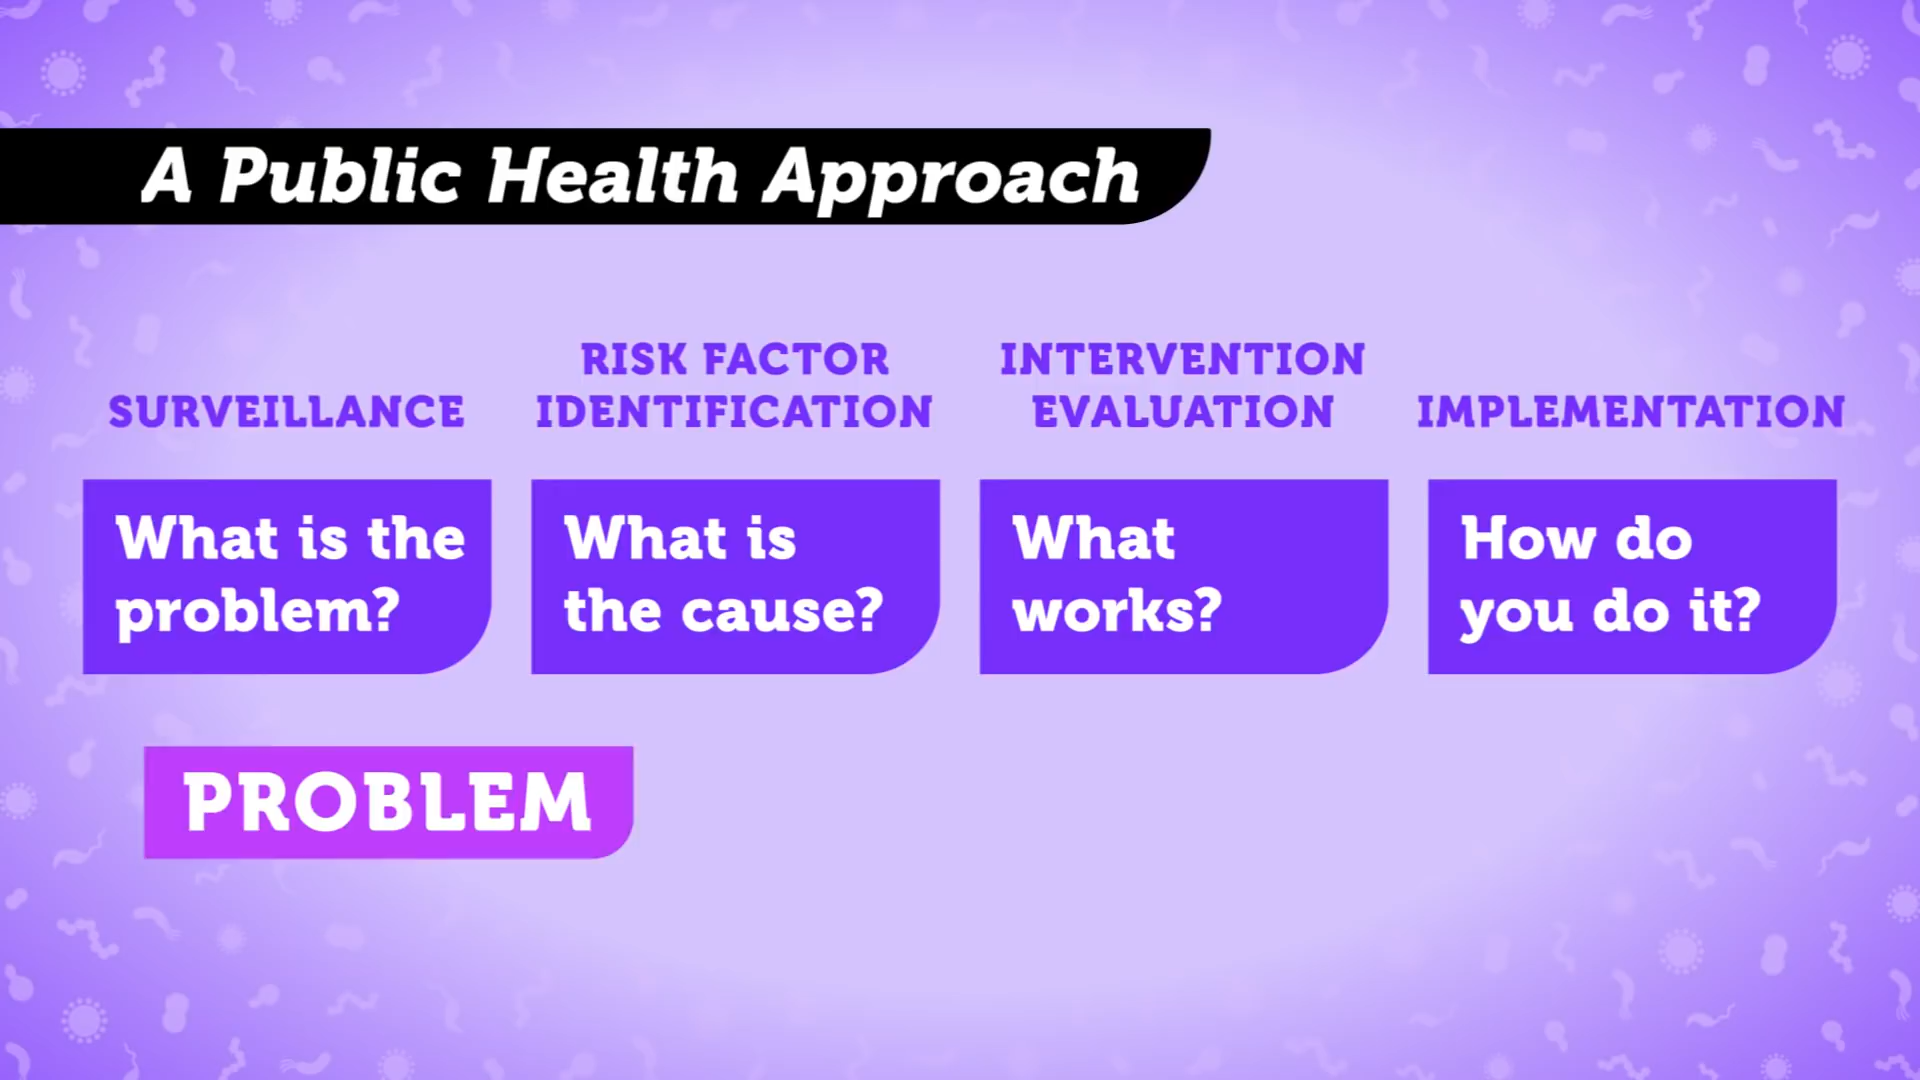 A Public Health Approach
SURVEILLANCE
RISK FACTOR
IDENTIFICATION
INTERVENTION
EVALUATION
IMPLEMENTATION
What is the
problem?
What is
the cause?
What
works?
How do
you do it?
PROBLEM